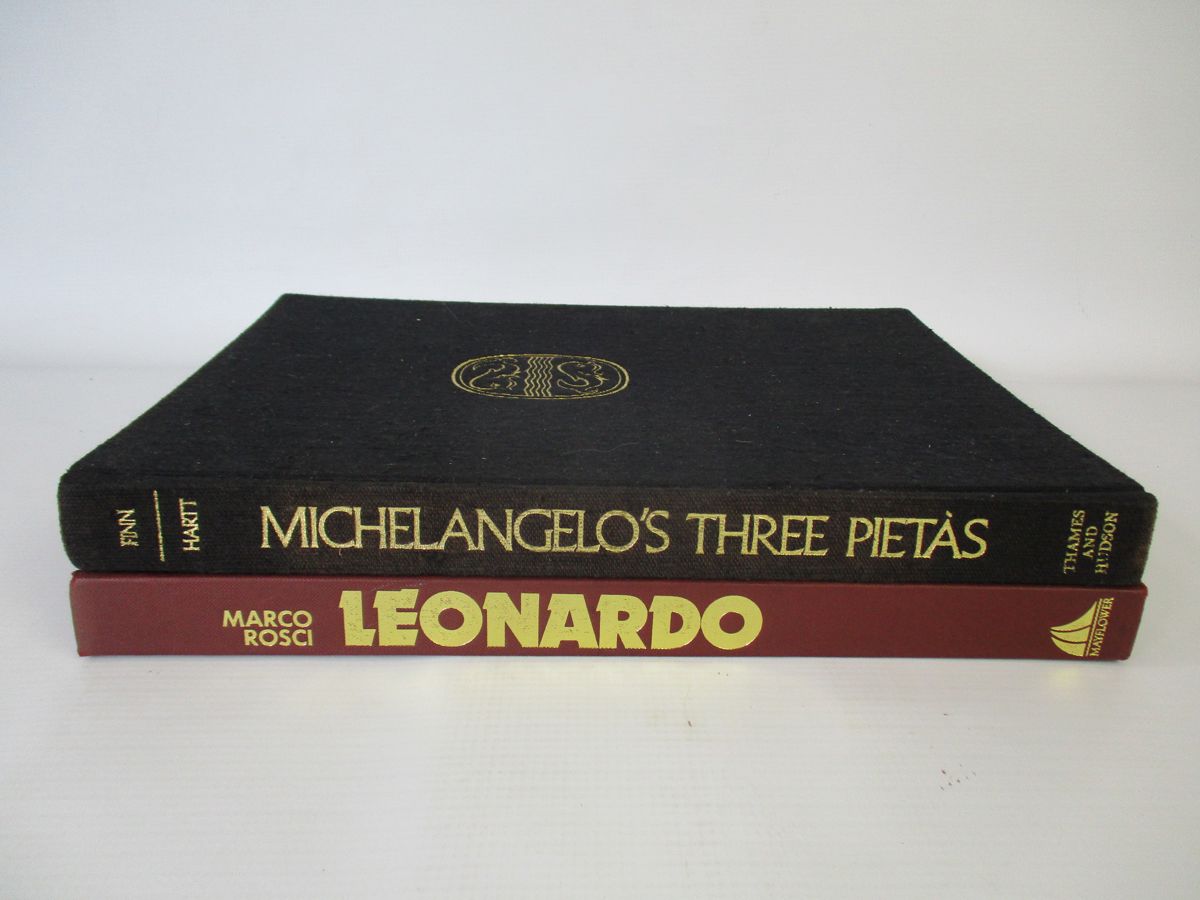 FINN
HARTT
MICHELANGELO'S THREE PIETÀS
THAMES
AND
HUDSON
MARCO
ROSCI
LEONARDO
MAYFLOWER